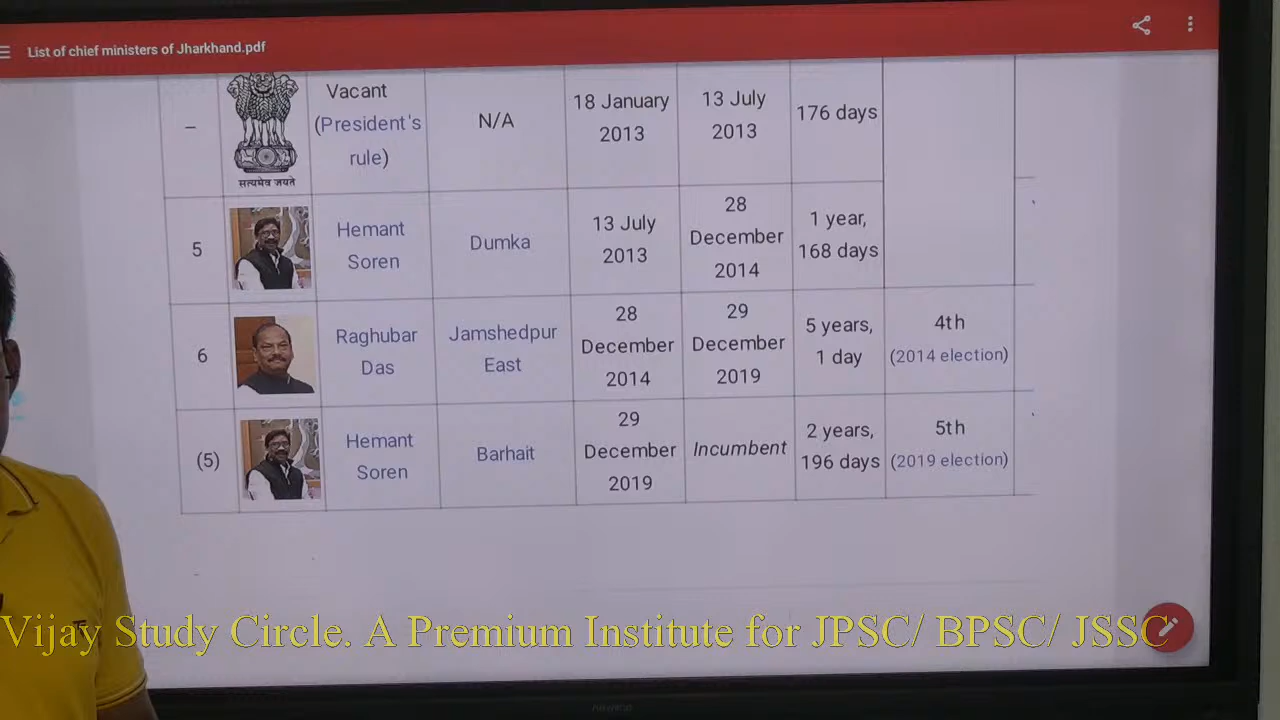 List of chief ministers of Jharkhand.pdf
–
सत्यमेव जयते
Vacant
(President's
rule)
N/A
18 January
2013
13 July
2013
176 days
5
Hemant
Soren
Dumka
13 July
2013
28
December
2014
1 year,
168 days
6
Raghubar
Das
Jamshedpur
East
28
December
2014
29
December
2019
5 years,
1 day
4th
(2014 election)
(5)
Hemant
Soren
Barhait
29
December
2019
Incumbent
2 years,
196 days
5th
(2019 election)
Vijay Study Circle. A Premium Institute for JPSC/ BPSC/ JSSC